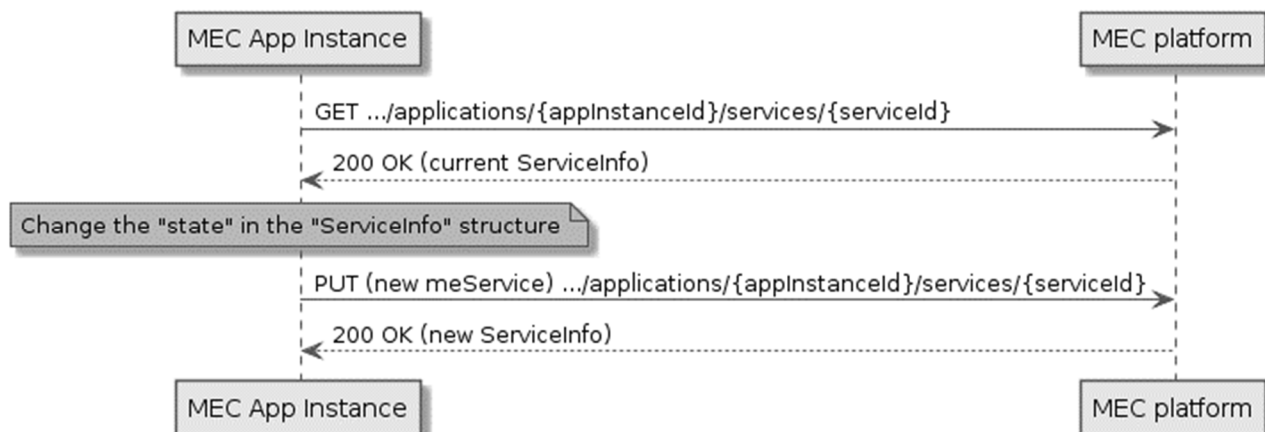 MEC App Instance
MEC platform
GET .../applications/{appInstanceId}/services/{serviceId}
200 OK (current ServiceInfo)
Change the "state" in the "ServiceInfo" structure
PUT (new meService) .../applications/{appInstanceId}/services/{serviceId}
200 OK (new ServiceInfo)
MEC App Instance
MEC platform